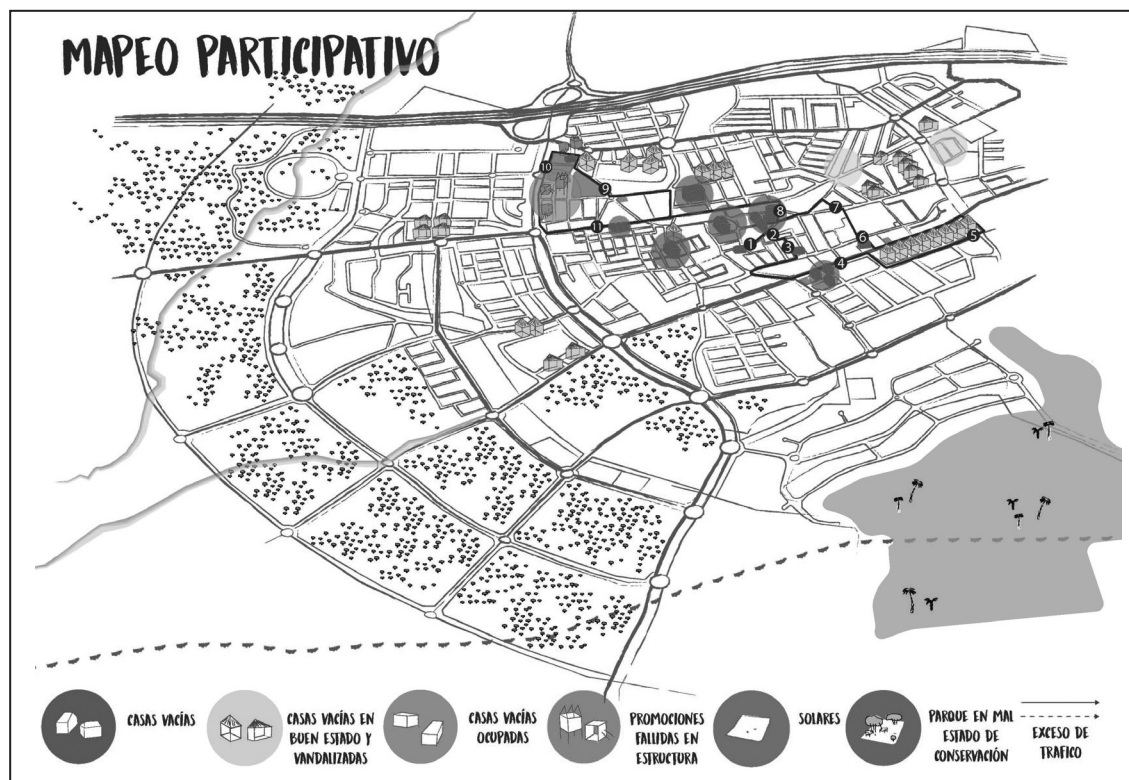 MAPEO PARTICIPATIVO
10
9
11
8
7
2
1
3
6
5
4
CASAS VACÍAS
CASAS VACÍAS EN
BUEN ESTADO Y
VANDALIZADAS
CASAS VACÍAS
OCUPADAS
PROMOCIONES
FALLIDAS EN
ESTRUCTURA
SOLARES
PARQUE EN MAL
ESTADO DE
CONSERVACIÓN
EXCESO DE
TRAFICO